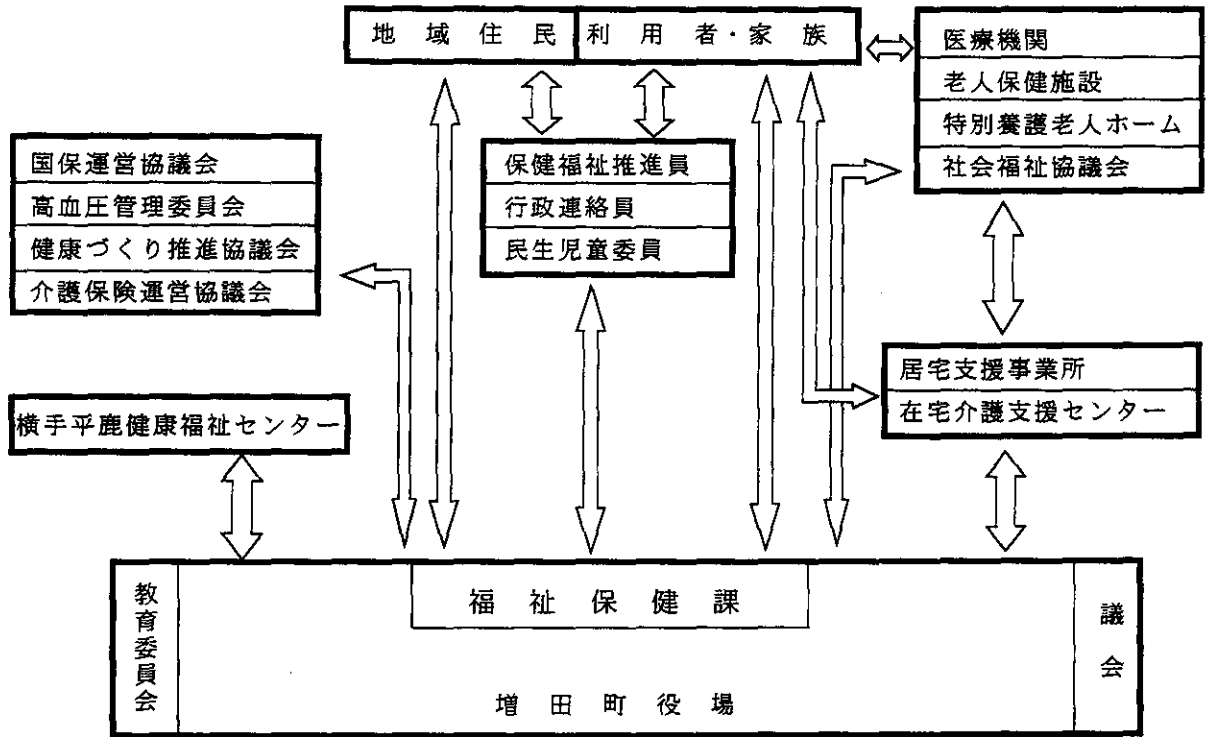 地域住民
利用者・家族
医療機関
老人保健施設
特別養護老人ホーム
社会福祉協議会
国保運営協議会
高血圧管理委員会
健康づくり推進協議会
介護保険運営協議会
保健福祉推進員
行政連絡員
民生児童委員
居宅支援事業所
在宅介護支援センター
横手平鹿健康福祉センター
教育委員会
福祉保健課
議会
増田町役場